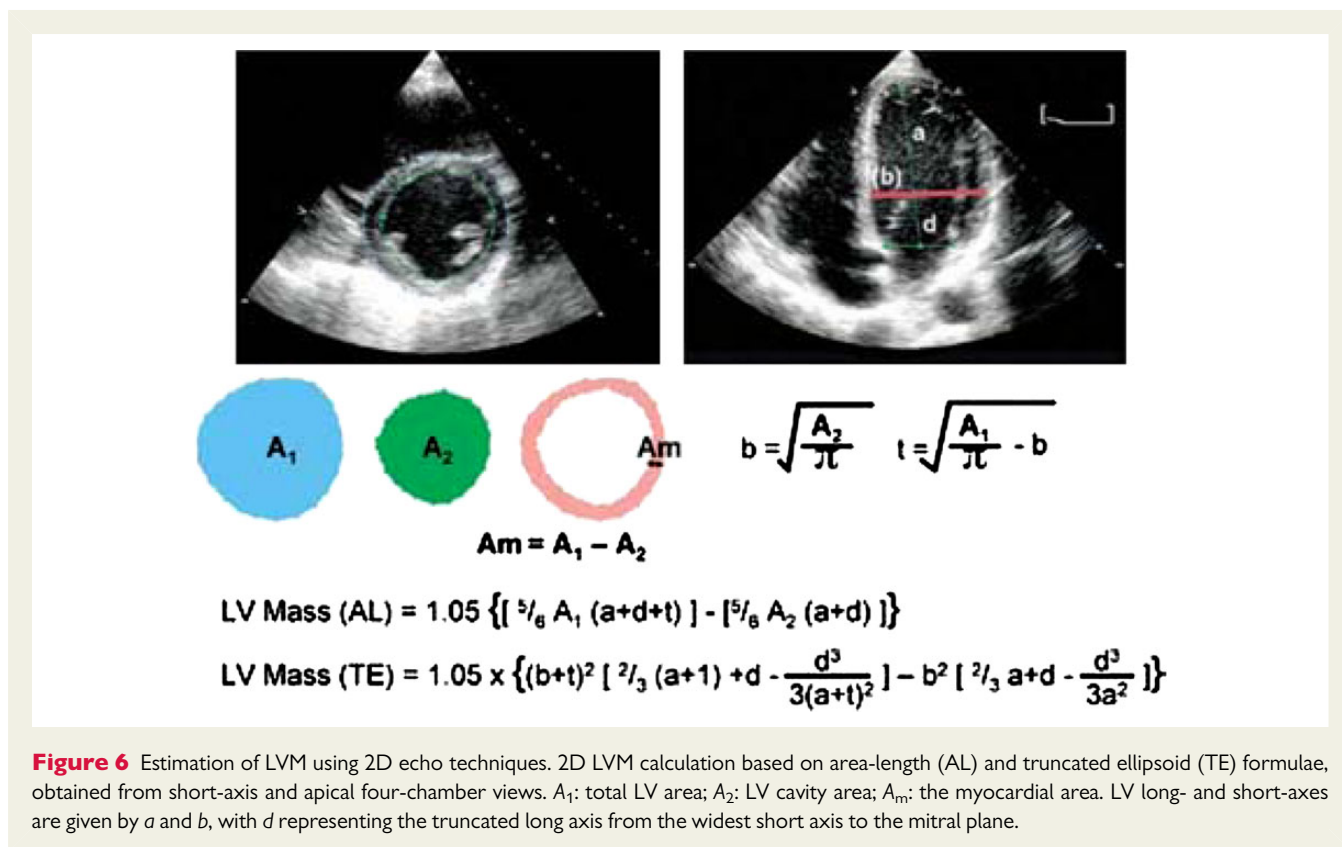 a
(b)
d
A₁ A₂ Am b = √(A₂/π) t = √(A₁/π) - b
Am = A₁ – A₂
LV Mass (AL) = 1.05 {[ ⁵/₆ A₁ (a+d+t) ] - [⁵/₆ A₂ (a+d) ]}
LV Mass (TE) = 1.05 x {(b+t)² [ ²/₃ (a+1) +d - d³/3(a+t)² ] – b² [ ²/₃ a+d - d³/3a² ]}
Figure 6 Estimation of LVM using 2D echo techniques. 2D LVM calculation based on area-length (AL) and truncated ellipsoid (TE) formulae,
obtained from short-axis and apical four-chamber views. A₁: total LV area; A₂: LV cavity area; Aₘ: the myocardial area. LV long- and short-axes
are given by a and b, with d representing the truncated long axis from the widest short axis to the mitral plane.